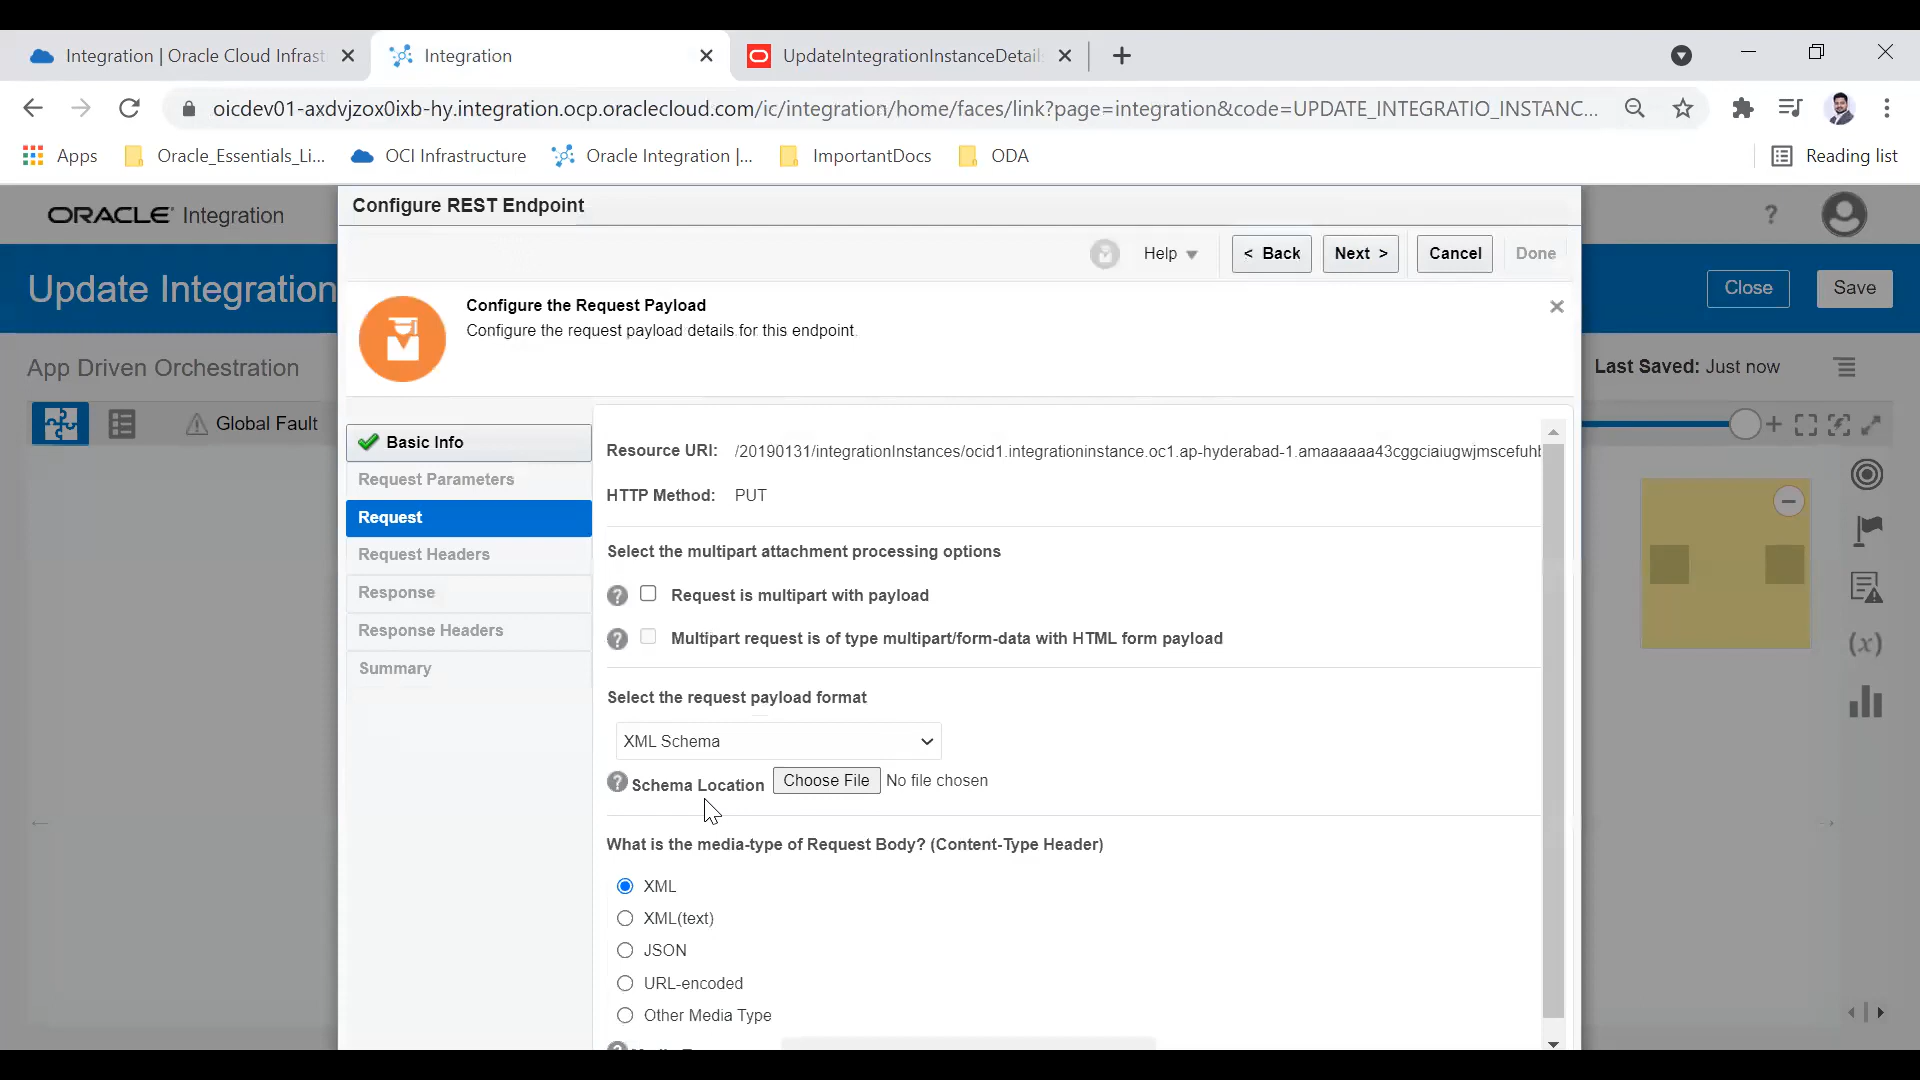 Integration | Oracle Cloud Infrast
Integration
UpdateIntegrationInstanceDetails
oicdev01-axdvjzox0ixb-hy.integration.ocp.oraclecloud.com/ic/integration/home/faces/link?page=integration&code=UPDATE_INTEGRATIO_INSTANC...
Apps
Oracle_Essentials_Li...
OCI Infrastructure
Oracle Integration |...
ImportantDocs
ODA
Reading list
ORACLE Integration
Configure REST Endpoint
Help
< Back
Next >
Cancel
Done
Update Integration
Close
Save
Configure the Request Payload
Configure the request payload details for this endpoint.
App Driven Orchestration
Last Saved: Just now
Global Fault
Basic Info
Request Parameters
Request
Request Headers
Response
Response Headers
Summary
Resource URI: /20190131/integrationInstances/ocid1.integrationinstance.oc1.ap-hyderabad-1.amaaaaaa43cggciaiugwjmscefuht
HTTP Method: PUT
Select the multipart attachment processing options
Request is multipart with payload
Multipart request is of type multipart/form-data with HTML form payload
Select the request payload format
XML Schema
Schema Location Choose File No file chosen
What is the media-type of Request Body? (Content-Type Header)
XML
XML(text)
JSON
URL-encoded
Other Media Type
(x)